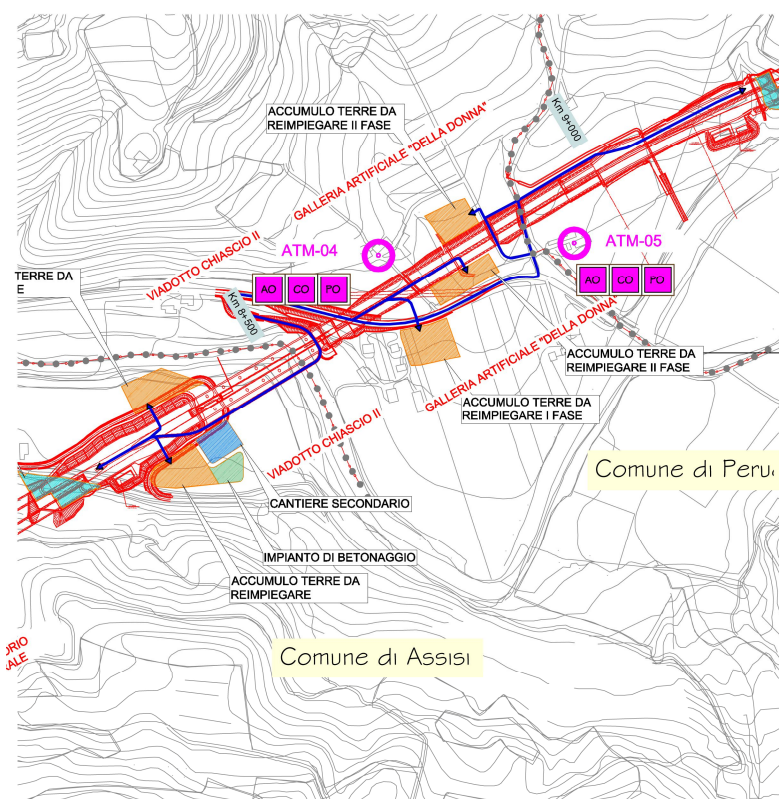 ACCUMULO TERRE DA
REIMPIEGARE II FASE
Km 9+000
GALLERIA ARTIFICIALE "DELLA DONNA"
VIADOTTO CHIASCIO II
ATM-04
ATM-05
TERRE DA
E
AO CO PO
AO CO PO
Km 8+500
GALLERIA ARTIFICIALE "DELLA DONNA"
ACCUMULO TERRE DA
REIMPIEGARE II FASE
ACCUMULO TERRE DA
REIMPIEGARE I FASE
VIADOTTO CHIASCIO II
Comune di Peru
CANTIERE SECONDARIO
IMPIANTO DI BETONAGGIO
ACCUMULO TERRE DA
REIMPIEGARE
Comune di Assisi
ORIO
ALE